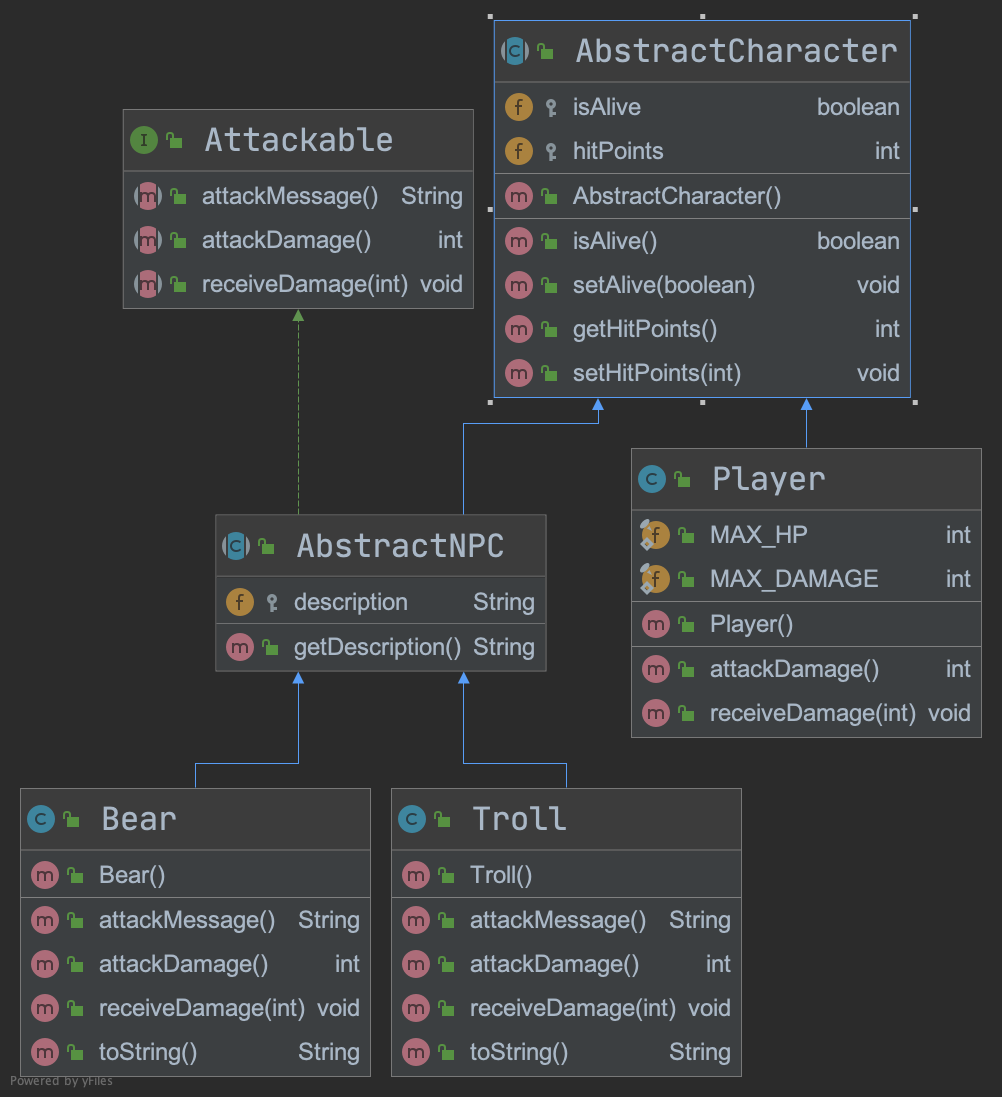 AbstractCharacter
isAlive boolean
hitPoints int
AbstractCharacter()
isAlive() boolean
setAlive(boolean) void
getHitPoints() int
setHitPoints(int) void
Attackable
attackMessage() String
attackDamage() int
receiveDamage(int) void
Player
MAX_HP int
MAX_DAMAGE int
Player()
attackDamage() int
receiveDamage(int) void
AbstractNPC
description String
getDescription() String
Bear
Bear()
attackMessage() String
attackDamage() int
receiveDamage(int) void
toString() String
Troll
Troll()
attackMessage() String
attackDamage() int
receiveDamage(int) void
toString() String
Powered by yFiles